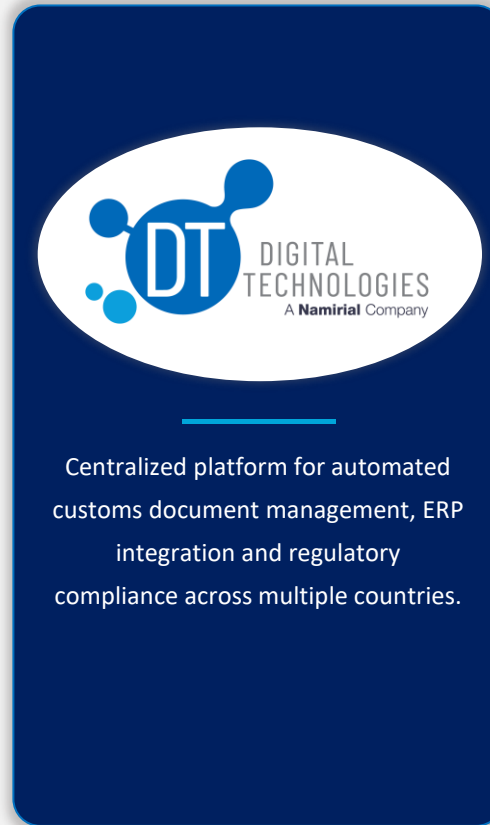 DT
DIGITAL
TECHNOLOGIES
A Namirial Company
Centralized platform for automated
customs document management, ERP
integration and regulatory
compliance across multiple countries.